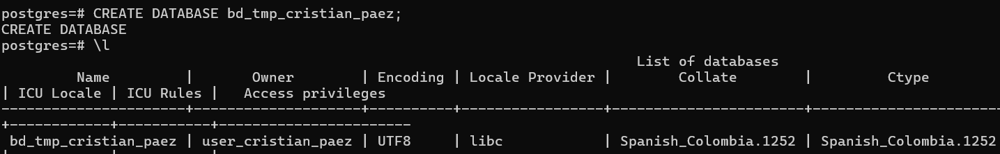 postgres=# CREATE DATABASE bd_tmp_cristian_paez;
CREATE DATABASE
postgres=# \l
List of databases
Name | Owner | Encoding | Locale Provider | Collate | Ctype
| ICU Locale | ICU Rules | Access privileges
----------------------+--------------------+----------+-----------------+------------------------+------------------------
+------------+-----------+-----------------------
bd_tmp_cristian_paez | user_cristian_paez | UTF8 | libc | Spanish_Colombia.1252 | Spanish_Colombia.1252